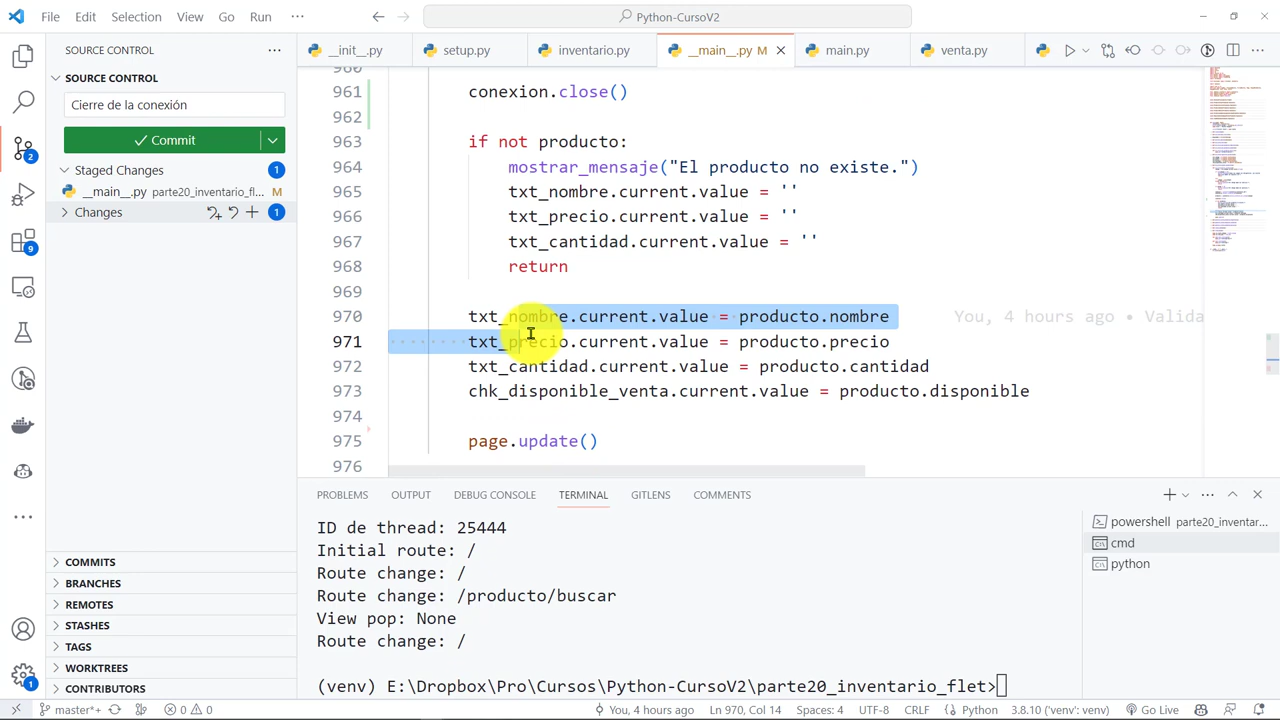 File Edit Selection View Go Run ··· Python-CursoV2
SOURCE CONTROL ···
__init__.py setup.py inventario.py __main__.py M main.py venta.py ···
SOURCE CONTROL
Cierre de la conexión
Commit
Staged Changes 1
__main__.py parte20_inventario_fl... M
Changes 1
2
9
1
960
961 conexion.close()
962
if producto:
mostrar_mensaje("El producto existe.")
txt_nombre.current.value = ''
966 txt_precio.current.value = ''
txt_cantidad.current.value = ''
968 return
969
970 txt_nombre.current.value = producto.nombre You, 4 hours ago • Valida
971 txt_precio.current.value = producto.precio
972 txt_cantidad.current.value = producto.cantidad
973 chk_disponible_venta.current.value = producto.disponible
974
975 page.update()
976
PROBLEMS OUTPUT DEBUG CONSOLE TERMINAL GITLENS COMMENTS
ID de thread: 25444
Initial route: /
Route change: /
Route change: /producto/buscar
View pop: None
Route change: /
(venv) E:\Dropbox\Pro\Cursos\Python-CursoV2\parte20_inventario_flet>
powershell parte20_inventar...
cmd
python
COMMITS
BRANCHES
REMOTES
STASHES
TAGS
WORKTREES
CONTRIBUTORS
master*+ 0 0 You, 4 hours ago Ln 970, Col 14 Spaces: 4 UTF-8 CRLF Python 3.8.10 ('venv': venv) Go Live